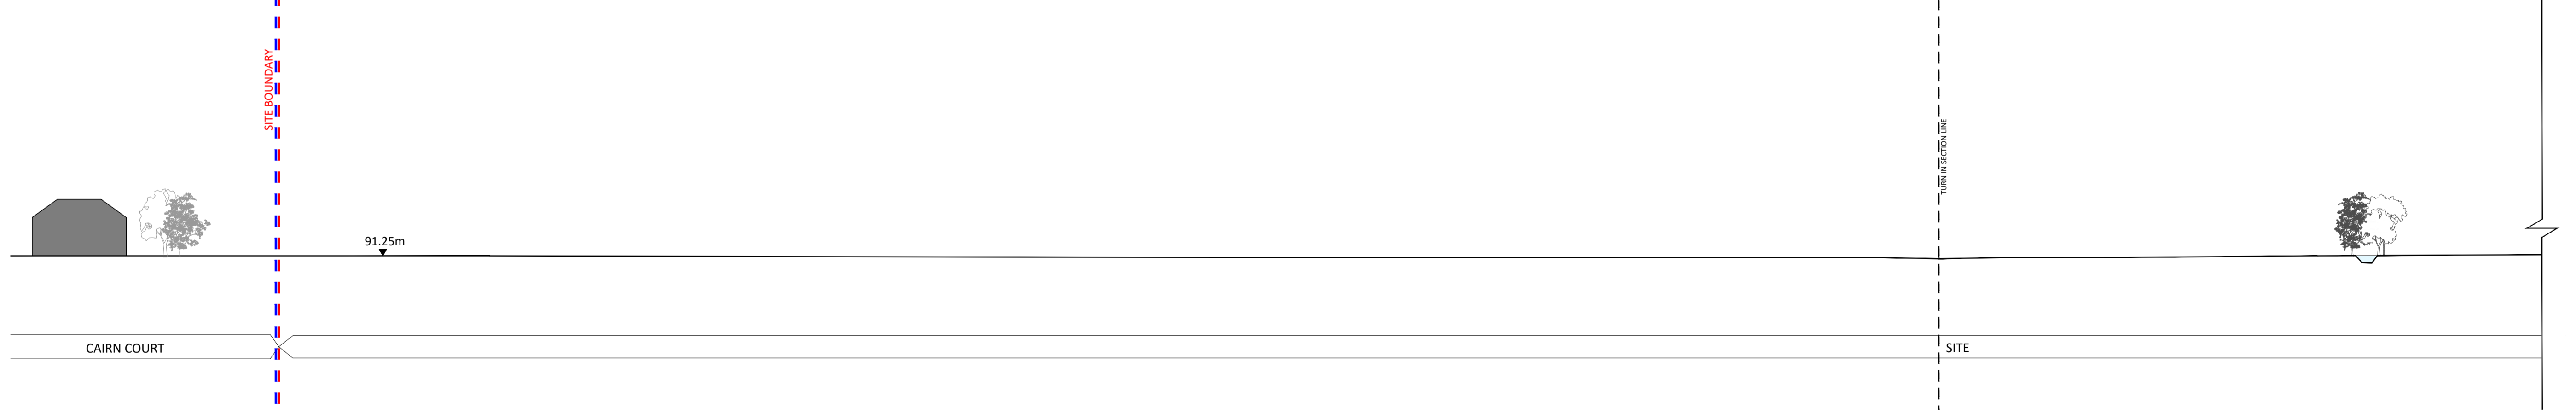 SITE BOUNDARY
TURN IN SECTION LINE
91.25m
CAIRN COURT
SITE